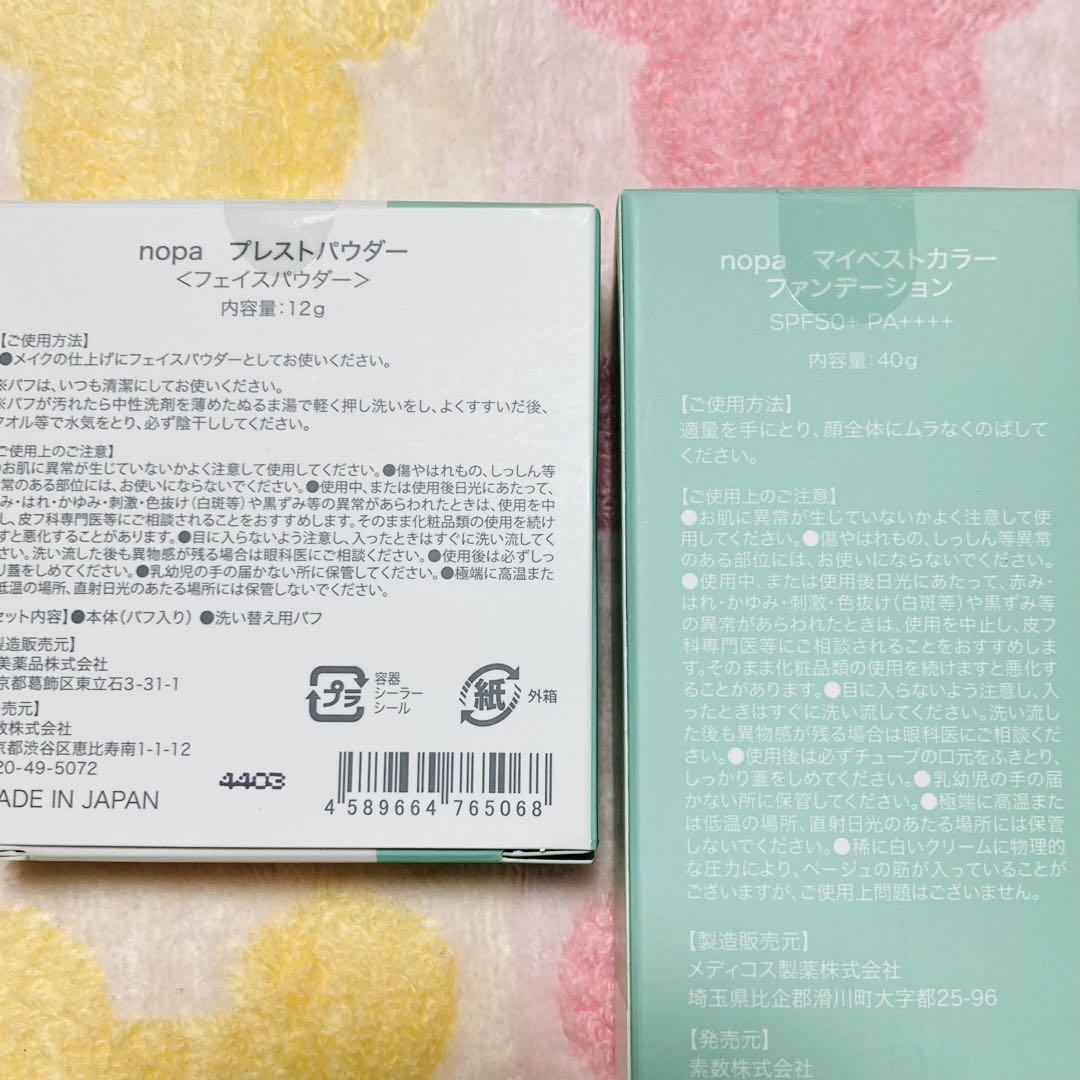 nopa プレストパウダー
<フェイスパウダー>
内容量:12g
【ご使用方法】
●メイクの仕上げにフェイスパウダーとしてお使いください。
※パフは、いつも清潔にしてお使いください。
※パフが汚れたら中性洗剤を薄めたぬるま湯で軽く押し洗いをし、よくすすいだ後、
タオル等で水気をとり、必ず陰干ししてください。
ご使用上のご注意】
お肌に異常が生じていないかよく注意して使用してください。●傷やはれもの、しっしん等
常のある部位には、お使いにならないでください。●使用中、または使用後日光にあたって、
み・はれ・かゆみ・刺激・色抜け(白斑等)や黒ずみ等の異常があらわれたときは、使用を中
し、皮フ科専門医等にご相談されることをおすすめします。そのまま化粧品類の使用を続け
すと悪化することがあります。●目に入らないよう注意し、入ったときはすぐに洗い流してく
さい。洗い流した後も異物感が残る場合は眼科医にご相談ください。●使用後は必ずしっ
り蓋をしめてください。●乳幼児の手の届かない所に保管してください。●極端に高温また
低温の場所、直射日光のあたる場所には保管しないでください。
セット内容】●本体(パフ入り) ●洗い替え用パフ
製造販売元】
美薬品株式会社
京都葛飾区東立石3-31-1
売元】
数株式会社
京都渋谷区恵比寿南1-1-12
20-49-5072
ADE IN JAPAN
4403
プラ
容器
シーラー
シール
紙
外箱
4 589664 765068
nopa マイベストカラー
ファンデーション
SPF50+ PA++++
内容量:40g
【ご使用方法】
適量を手にとり、顔全体にムラなくのばして
ください。
【ご使用上のご注意】
●お肌に異常が生じていないかよく注意して使
用してください。●傷やはれもの、しっしん等異常
のある部位には、お使いにならないでください。
●使用中、または使用後日光にあたって、赤み・
はれ・かゆみ・刺激・色抜け(白斑等)や黒ずみ等
の異常があらわれたときは、使用を中止し、皮フ
科専門医等にご相談されることをおすすめしま
す。そのまま化粧品類の使用を続けますと悪化す
ることがあります。●目に入らないよう注意し、入
ったときはすぐに洗い流してください。洗い流し
た後も異物感が残る場合は眼科医にご相談くだ
さい。●使用後は必ずチューブの口元をふきとり、
しっかり蓋をしめてください。●乳幼児の手の届
かない所に保管してください。●極端に高温また
は低温の場所、直射日光のあたる場所には保管
しないでください。●稀に白いクリームに物理的
な圧力により、ベージュの筋が入っていることが
ございますが、ご使用上問題はございません。
【製造販売元】
メディコス製薬株式会社
埼玉県比企郡滑川町大字都25-96
【発売元】
素数株式会社